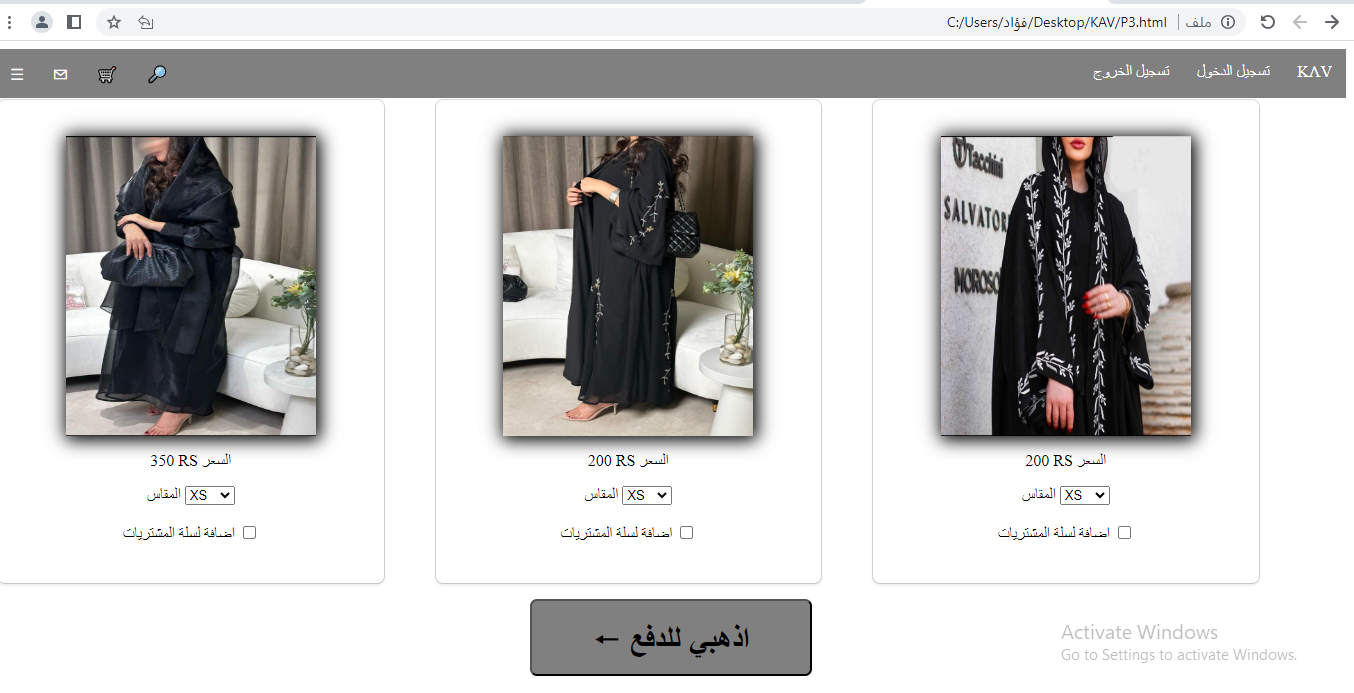 C:/Users/فؤاد/Desktop/KAV/P3.html | ملف
KΛV تسجيل الدخول تسجيل الخروج
Tacchini
SALVATOR
MOROSO
السعر 200 RS
المقاس XS
اضافة لسلة المشتريات
السعر 200 RS
المقاس XS
اضافة لسلة المشتريات
السعر 350 RS
المقاس XS
اضافة لسلة المشتريات
اذهبي للدفع ←
Activate Windows
Go to Settings to activate Windows.